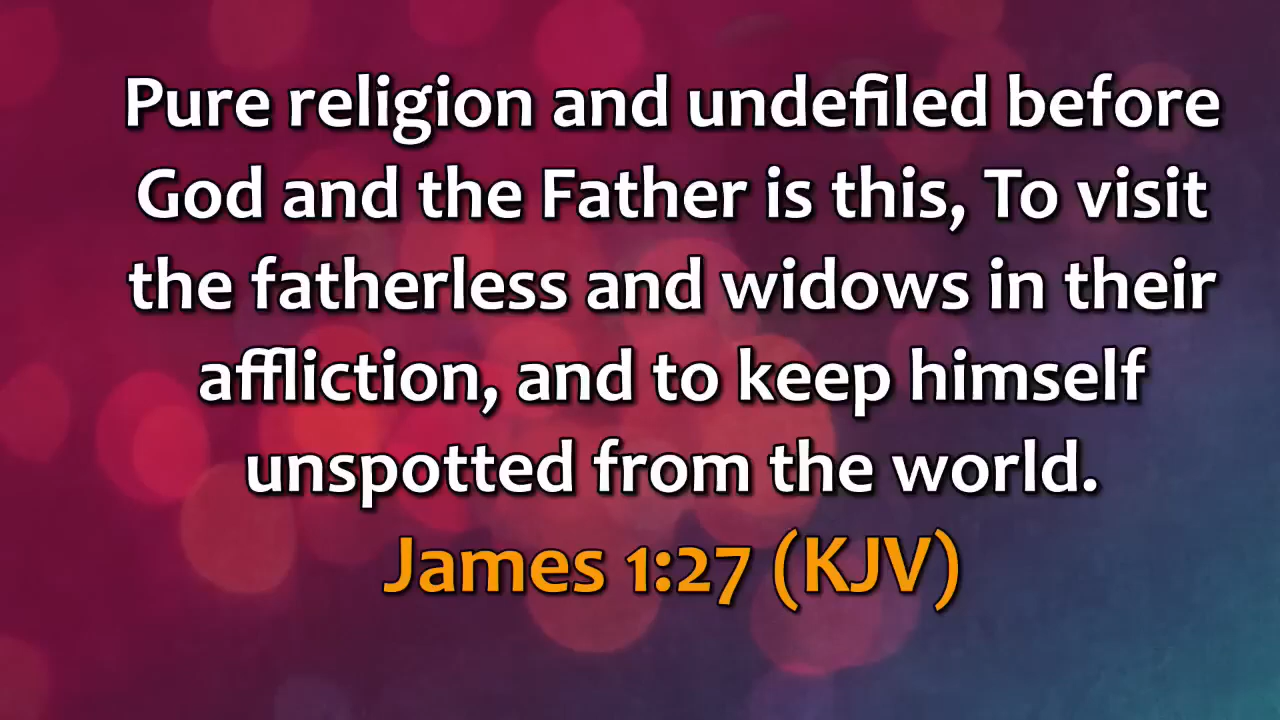 Pure religion and undefiled before
God and the Father is this, To visit
the fatherless and widows in their
affliction, and to keep himself
unspotted from the world.
James 1:27 (KJV)